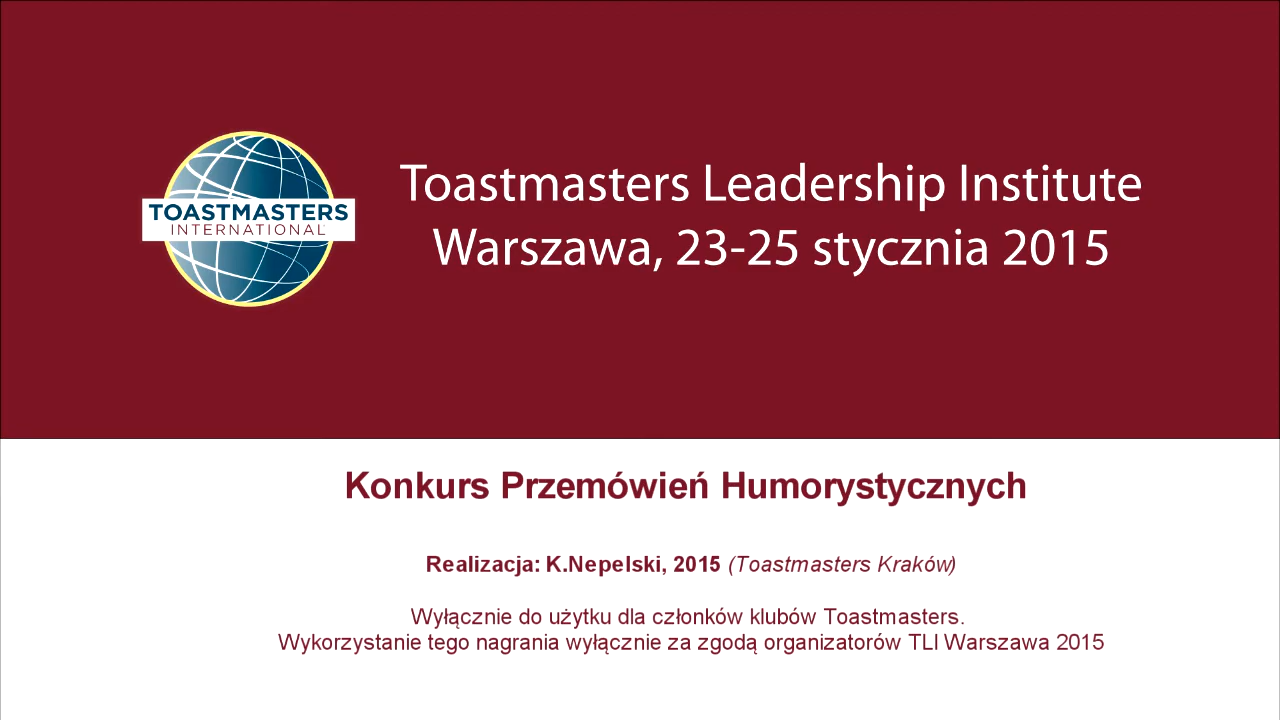 TOASTMASTERS
INTERNATIONAL
Toastmasters Leadership Institute
Warszawa, 23-25 stycznia 2015
Konkurs Przemówień Humorystycznych
Realizacja: K.Nepelski, 2015 (Toastmasters Kraków)
Wyłącznie do użytku dla członków klubów Toastmasters.
Wykorzystanie tego nagrania wyłącznie za zgodą organizatorów TLI Warszawa 2015